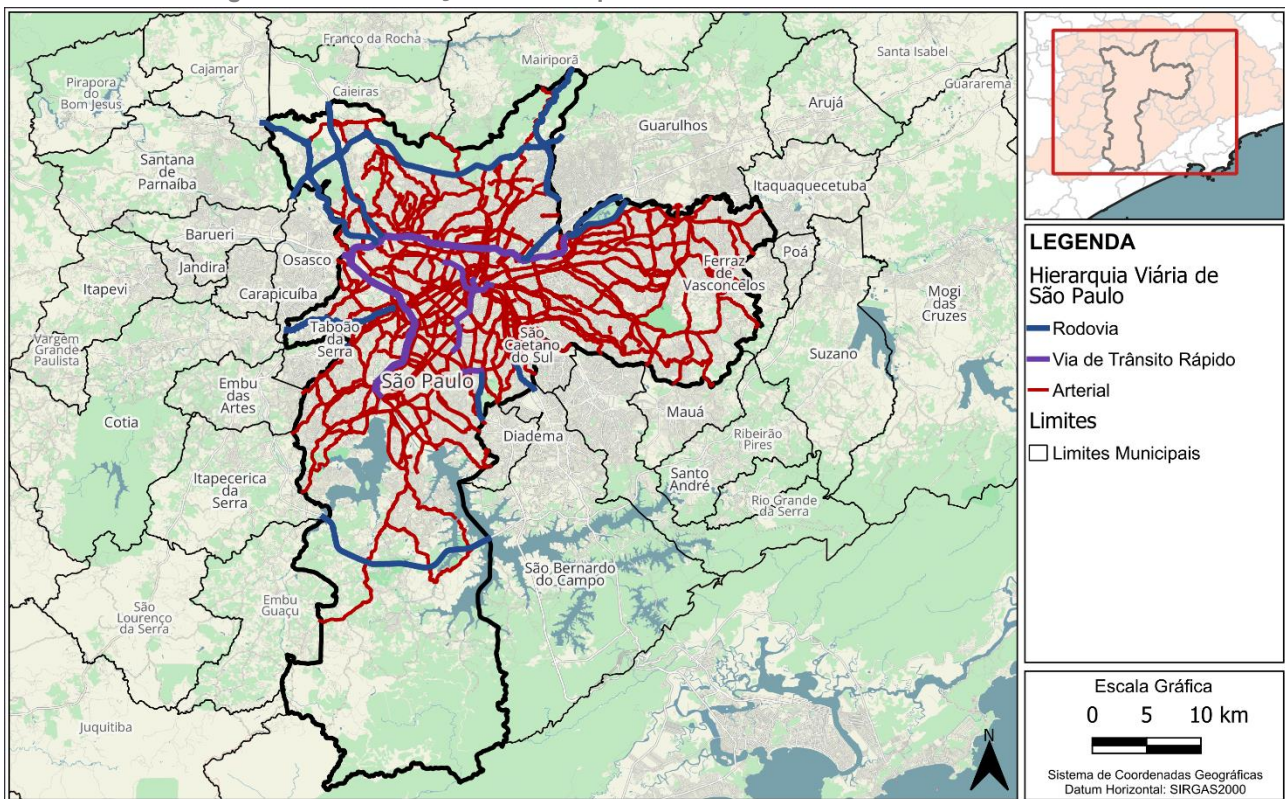 Franco da Rocha
Mairiporã
Santa Isabel
Cajamar
Pirapora
do
Bom Jesus
Caieiras
Guararema
Arujá
Guarulhos
Santana
de
Parnaíba
Itaquaquecetuba
Barueri
Osasco
Jandira
Poá
Ferraz
de
Vasconcelos
Itapevi
Carapicuíba
Mogi
das
Cruzes
Taboão
da
Serra
São
Caetano
do Sul
Vargem
Grande
Paulista
Suzano
São Paulo
Embu
das
Artes
Cotia
Mauá
Diadema
Ribeirão
Pires
Itapecerica
da
Serra
Santo
André
Rio Grande
da Serra
São Bernardo
do Campo
São
Lourenço
da Serra
Embu
Guaçu
Juquitiba
N
LEGENDA
Hierarquia Viária de
São Paulo
Rodovia
Via de Trânsito Rápido
Arterial
Limites
Limites Municipais
Escala Gráfica
0 5 10 km
Sistema de Coordenadas Geográficas
Datum Horizontal: SIRGAS2000